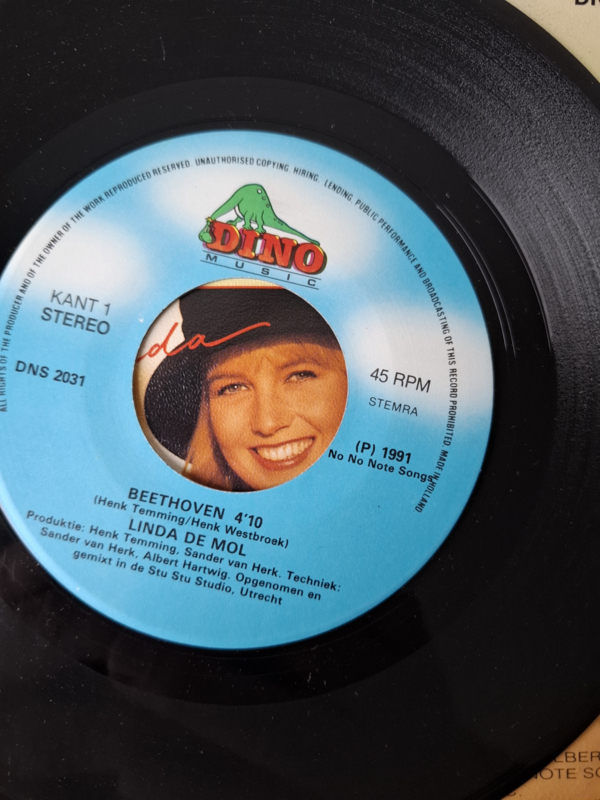 ALL RIGHTS OF THE PRODUCER AND OF THE OWNER OF THE WORK REPRODUCED RESERVED. UNAUTHORISED COPYING, HIRING, LENDING, PUBLIC PERFORMANCE AND BROADCASTING OF THIS RECORD PROHIBITED MADE IN HOLLAND
DINO
MUSIC
KANT 1
STEREO
DNS 2031
da
45 RPM
STEMRA
(P) 1991
No No Note Songs
BEETHOVEN 4'10
(Henk Temming/Henk Westbroek)
LINDA DE MOL
Produktie: Henk Temming, Sander van Herk. Techniek:
Sander van Herk, Albert Hartwig. Opgenomen en
gemixt in de Stu Stu Studio, Utrecht